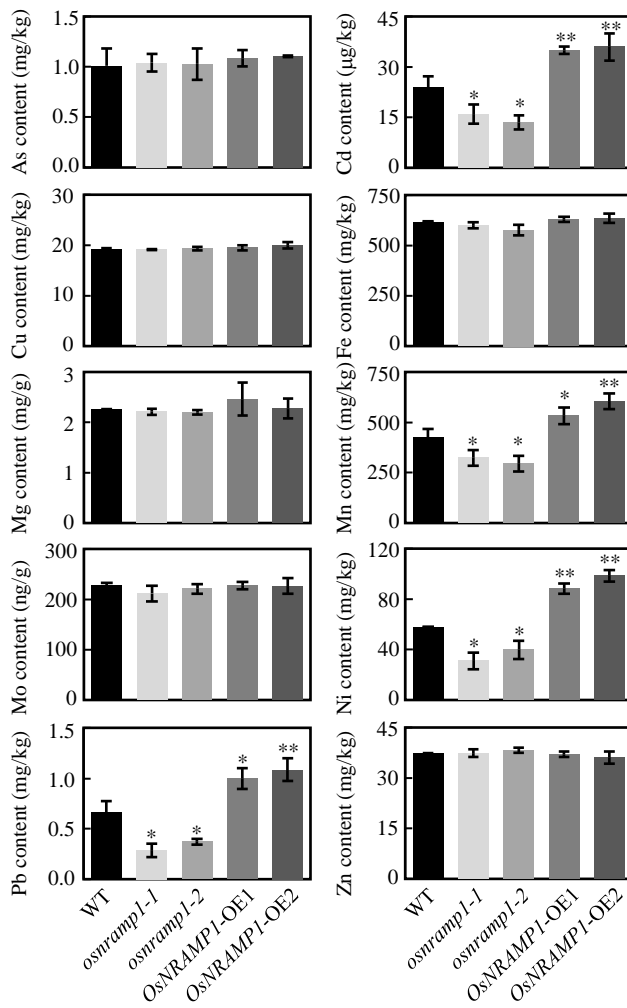 As content (mg/kg)
1.5
1.0
0.5
0.0
Cd content (μg/kg)
45
30
15
0
*
*
**
**
Cu content (mg/kg)
30
20
10
0
Fe content (mg/kg)
750
500
250
0
Mg content (mg/g)
3
2
1
0
Mn content (mg/kg)
750
500
250
0
*
*
*
**
Mo content (ng/g)
300
200
100
0
Ni content (mg/kg)
120
80
40
0
*
*
**
**
Pb content (mg/kg)
1.5
1.0
0.5
0.0
*
*
*
**
Zn content (mg/kg)
45
30
15
0
WT
osnramp1-1
osnramp1-2
OsNRAMP1-OE1
OsNRAMP1-OE2
WT
osnramp1-1
osnramp1-2
OsNRAMP1-OE1
OsNRAMP1-OE2